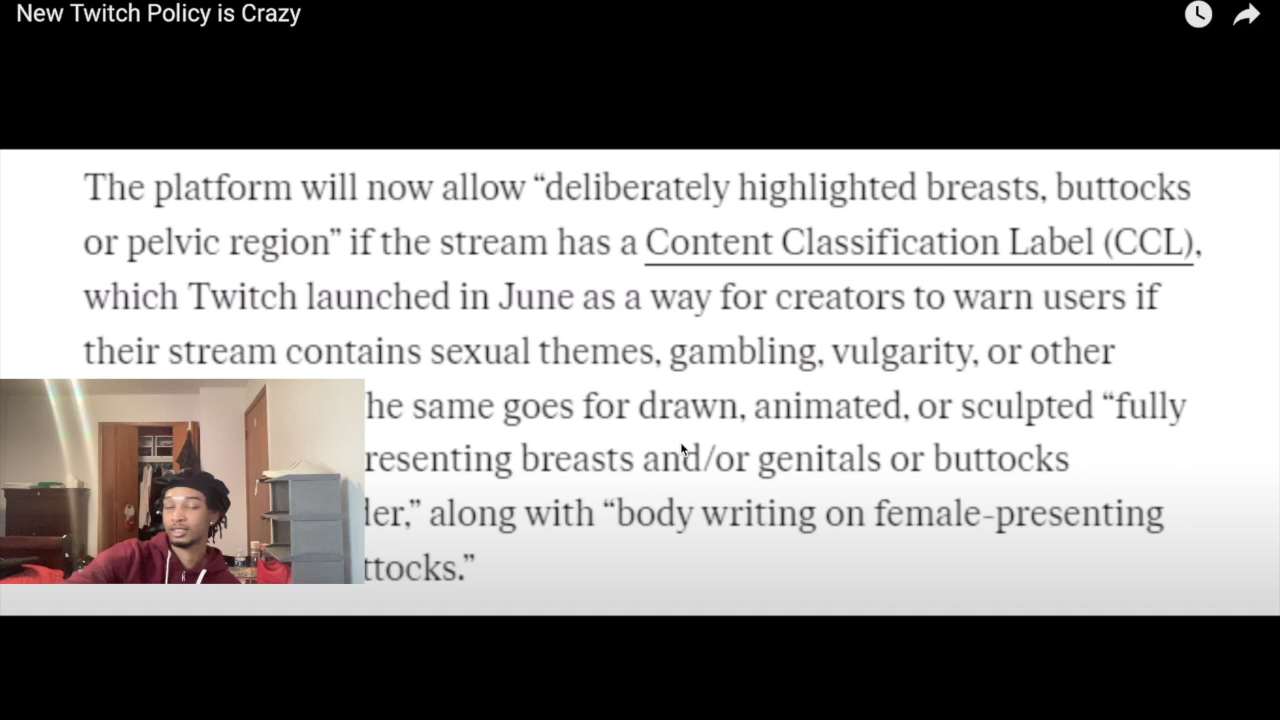 New Twitch Policy is Crazy
The platform will now allow “deliberately highlighted breasts, buttocks
or pelvic region” if the stream has a Content Classification Label (CCL),
which Twitch launched in June as a way for creators to warn users if
their stream contains sexual themes, gambling, vulgarity, or other
he same goes for drawn, animated, or sculpted “fully
resenting breasts and/or genitals or buttocks
der,” along with “body writing on female-presenting
ttocks.”